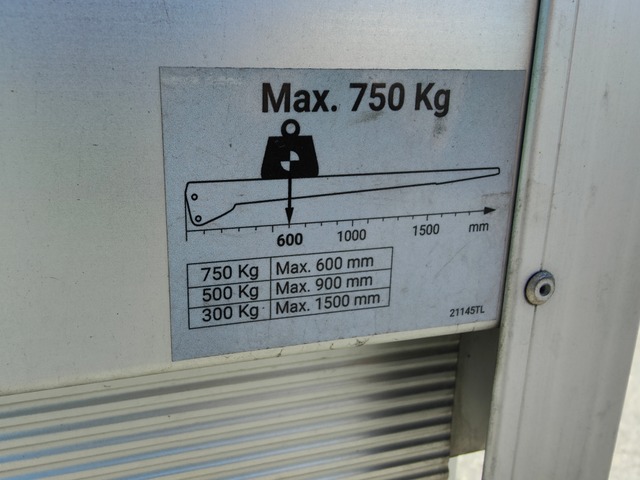 Max. 750 Kg
600 1000 1500 mm
750 Kg Max. 600 mm
500 Kg Max. 900 mm
300 Kg Max. 1500 mm
21145TL